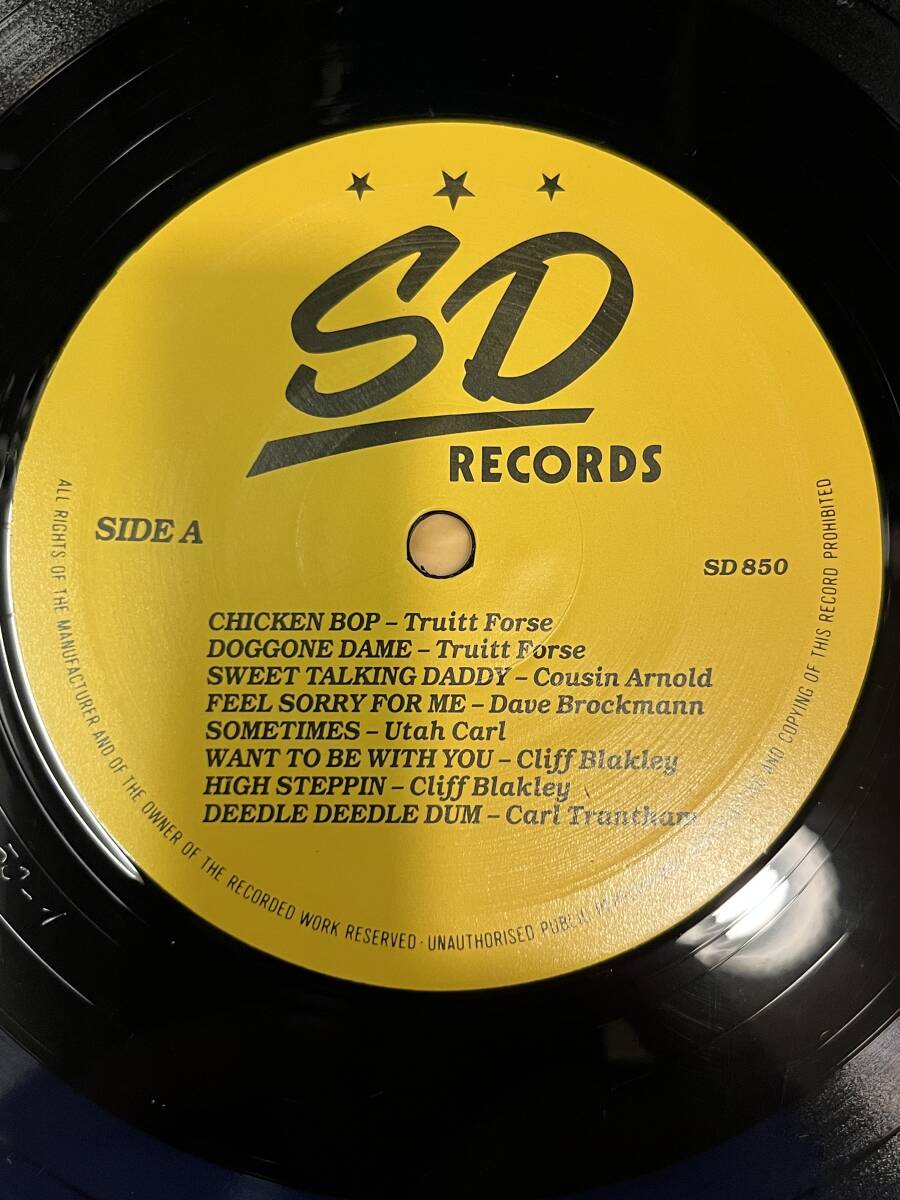 SD
RECORDS
SIDE A
SD 850
CHICKEN BOP – Truitt Forse
DOGGONE DAME – Truitt Forse
SWEET TALKING DADDY – Cousin Arnold
FEEL SORRY FOR ME – Dave Brockmann
SOMETIMES – Utah Carl
WANT TO BE WITH YOU – Cliff Blakley
HIGH STEPPIN – Cliff Blakley
DEEDLE DEEDLE DUM – Carl Trantham
ALL RIGHTS OF THE MANUFACTURER AND OF THE OWNER OF THE RECORDED WORK RESERVED · UNAUTHORISED PUBLIC AND COPYING OF THIS RECORD PROHIBITED